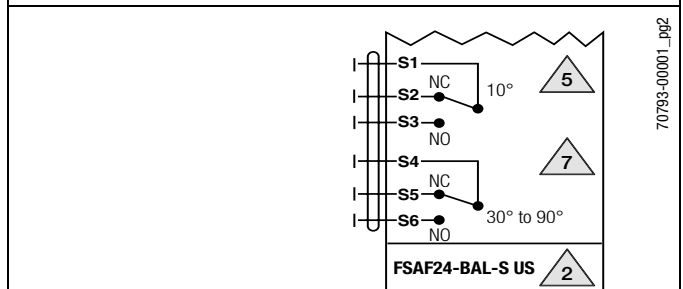 S1
NC
10°
5
S2
S3
NO
7
S4
NC
S5
30° to 90°
S6
NO
FSAF24-BAL-S US
2
70793-00001_pg2